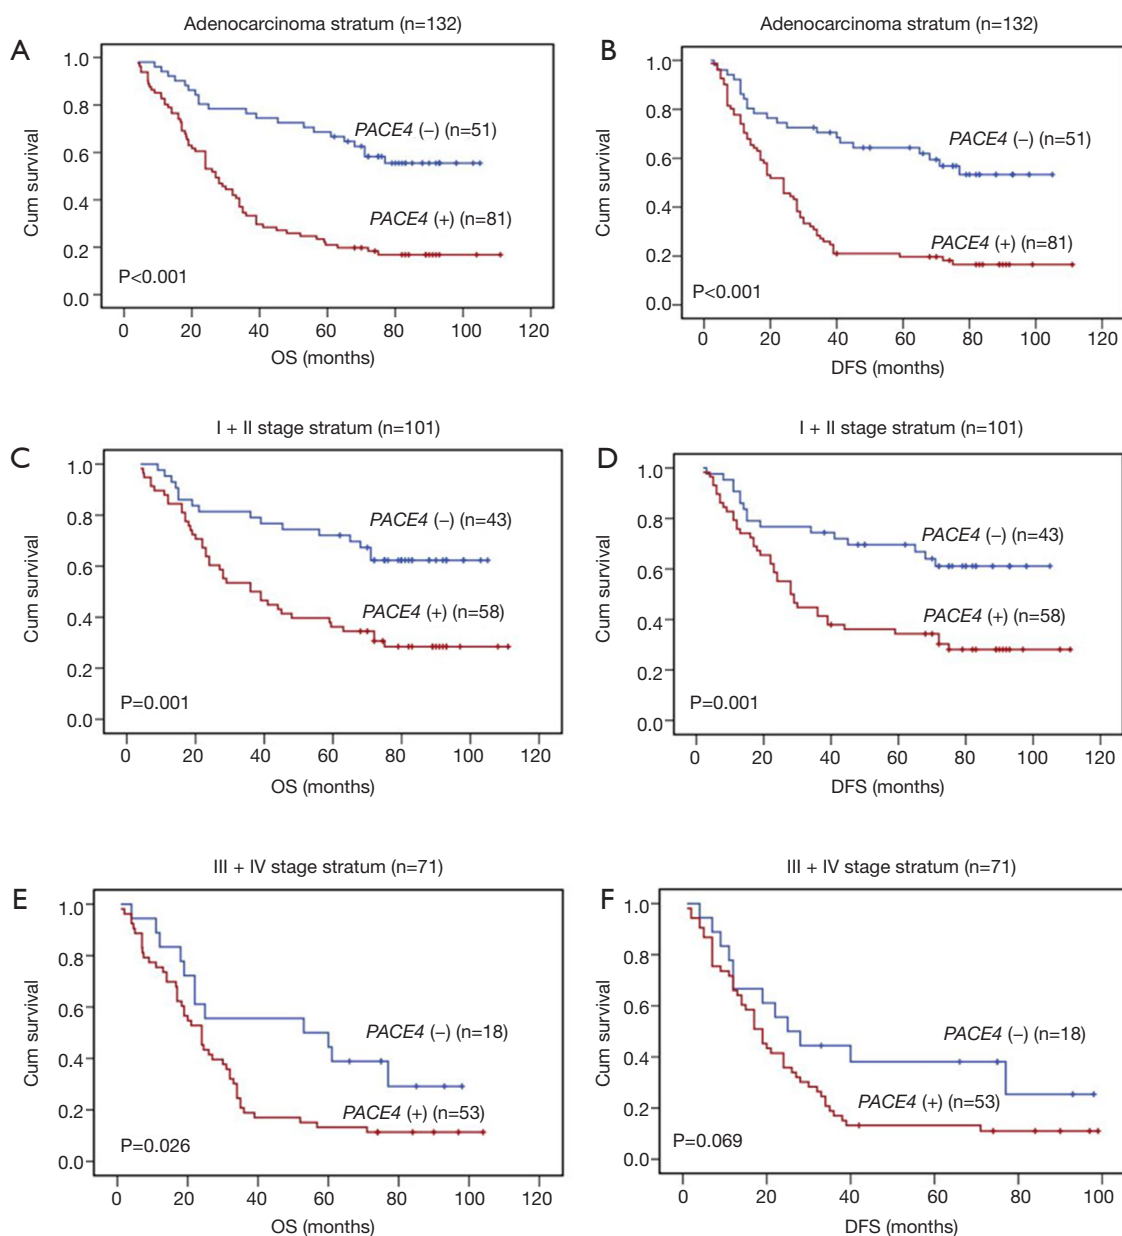 A
Adenocarcinoma stratum (n=132)
Cum survival
1.0
0.8
0.6
0.4
0.2
0.0
PACE4 (–) (n=51)
PACE4 (+) (n=81)
P<0.001
0 20 40 60 80 100 120
OS (months)
B
Adenocarcinoma stratum (n=132)
Cum survival
1.0
0.8
0.6
0.4
0.2
0.0
PACE4 (–) (n=51)
PACE4 (+) (n=81)
P<0.001
0 20 40 60 80 100 120
DFS (months)
C
I + II stage stratum (n=101)
Cum survival
1.0
0.8
0.6
0.4
0.2
0.0
PACE4 (–) (n=43)
PACE4 (+) (n=58)
P=0.001
0 20 40 60 80 100 120
OS (months)
D
I + II stage stratum (n=101)
Cum survival
1.0
0.8
0.6
0.4
0.2
0.0
PACE4 (–) (n=43)
PACE4 (+) (n=58)
P=0.001
0 20 40 60 80 100 120
DFS (months)
E
III + IV stage stratum (n=71)
Cum survival
1.0
0.8
0.6
0.4
0.2
0.0
PACE4 (–) (n=18)
PACE4 (+) (n=53)
P=0.026
0 20 40 60 80 100 120
OS (months)
F
III + IV stage stratum (n=71)
Cum survival
1.0
0.8
0.6
0.4
0.2
0.0
PACE4 (–) (n=18)
PACE4 (+) (n=53)
P=0.069
0 20 40 60 80 100
DFS (months)